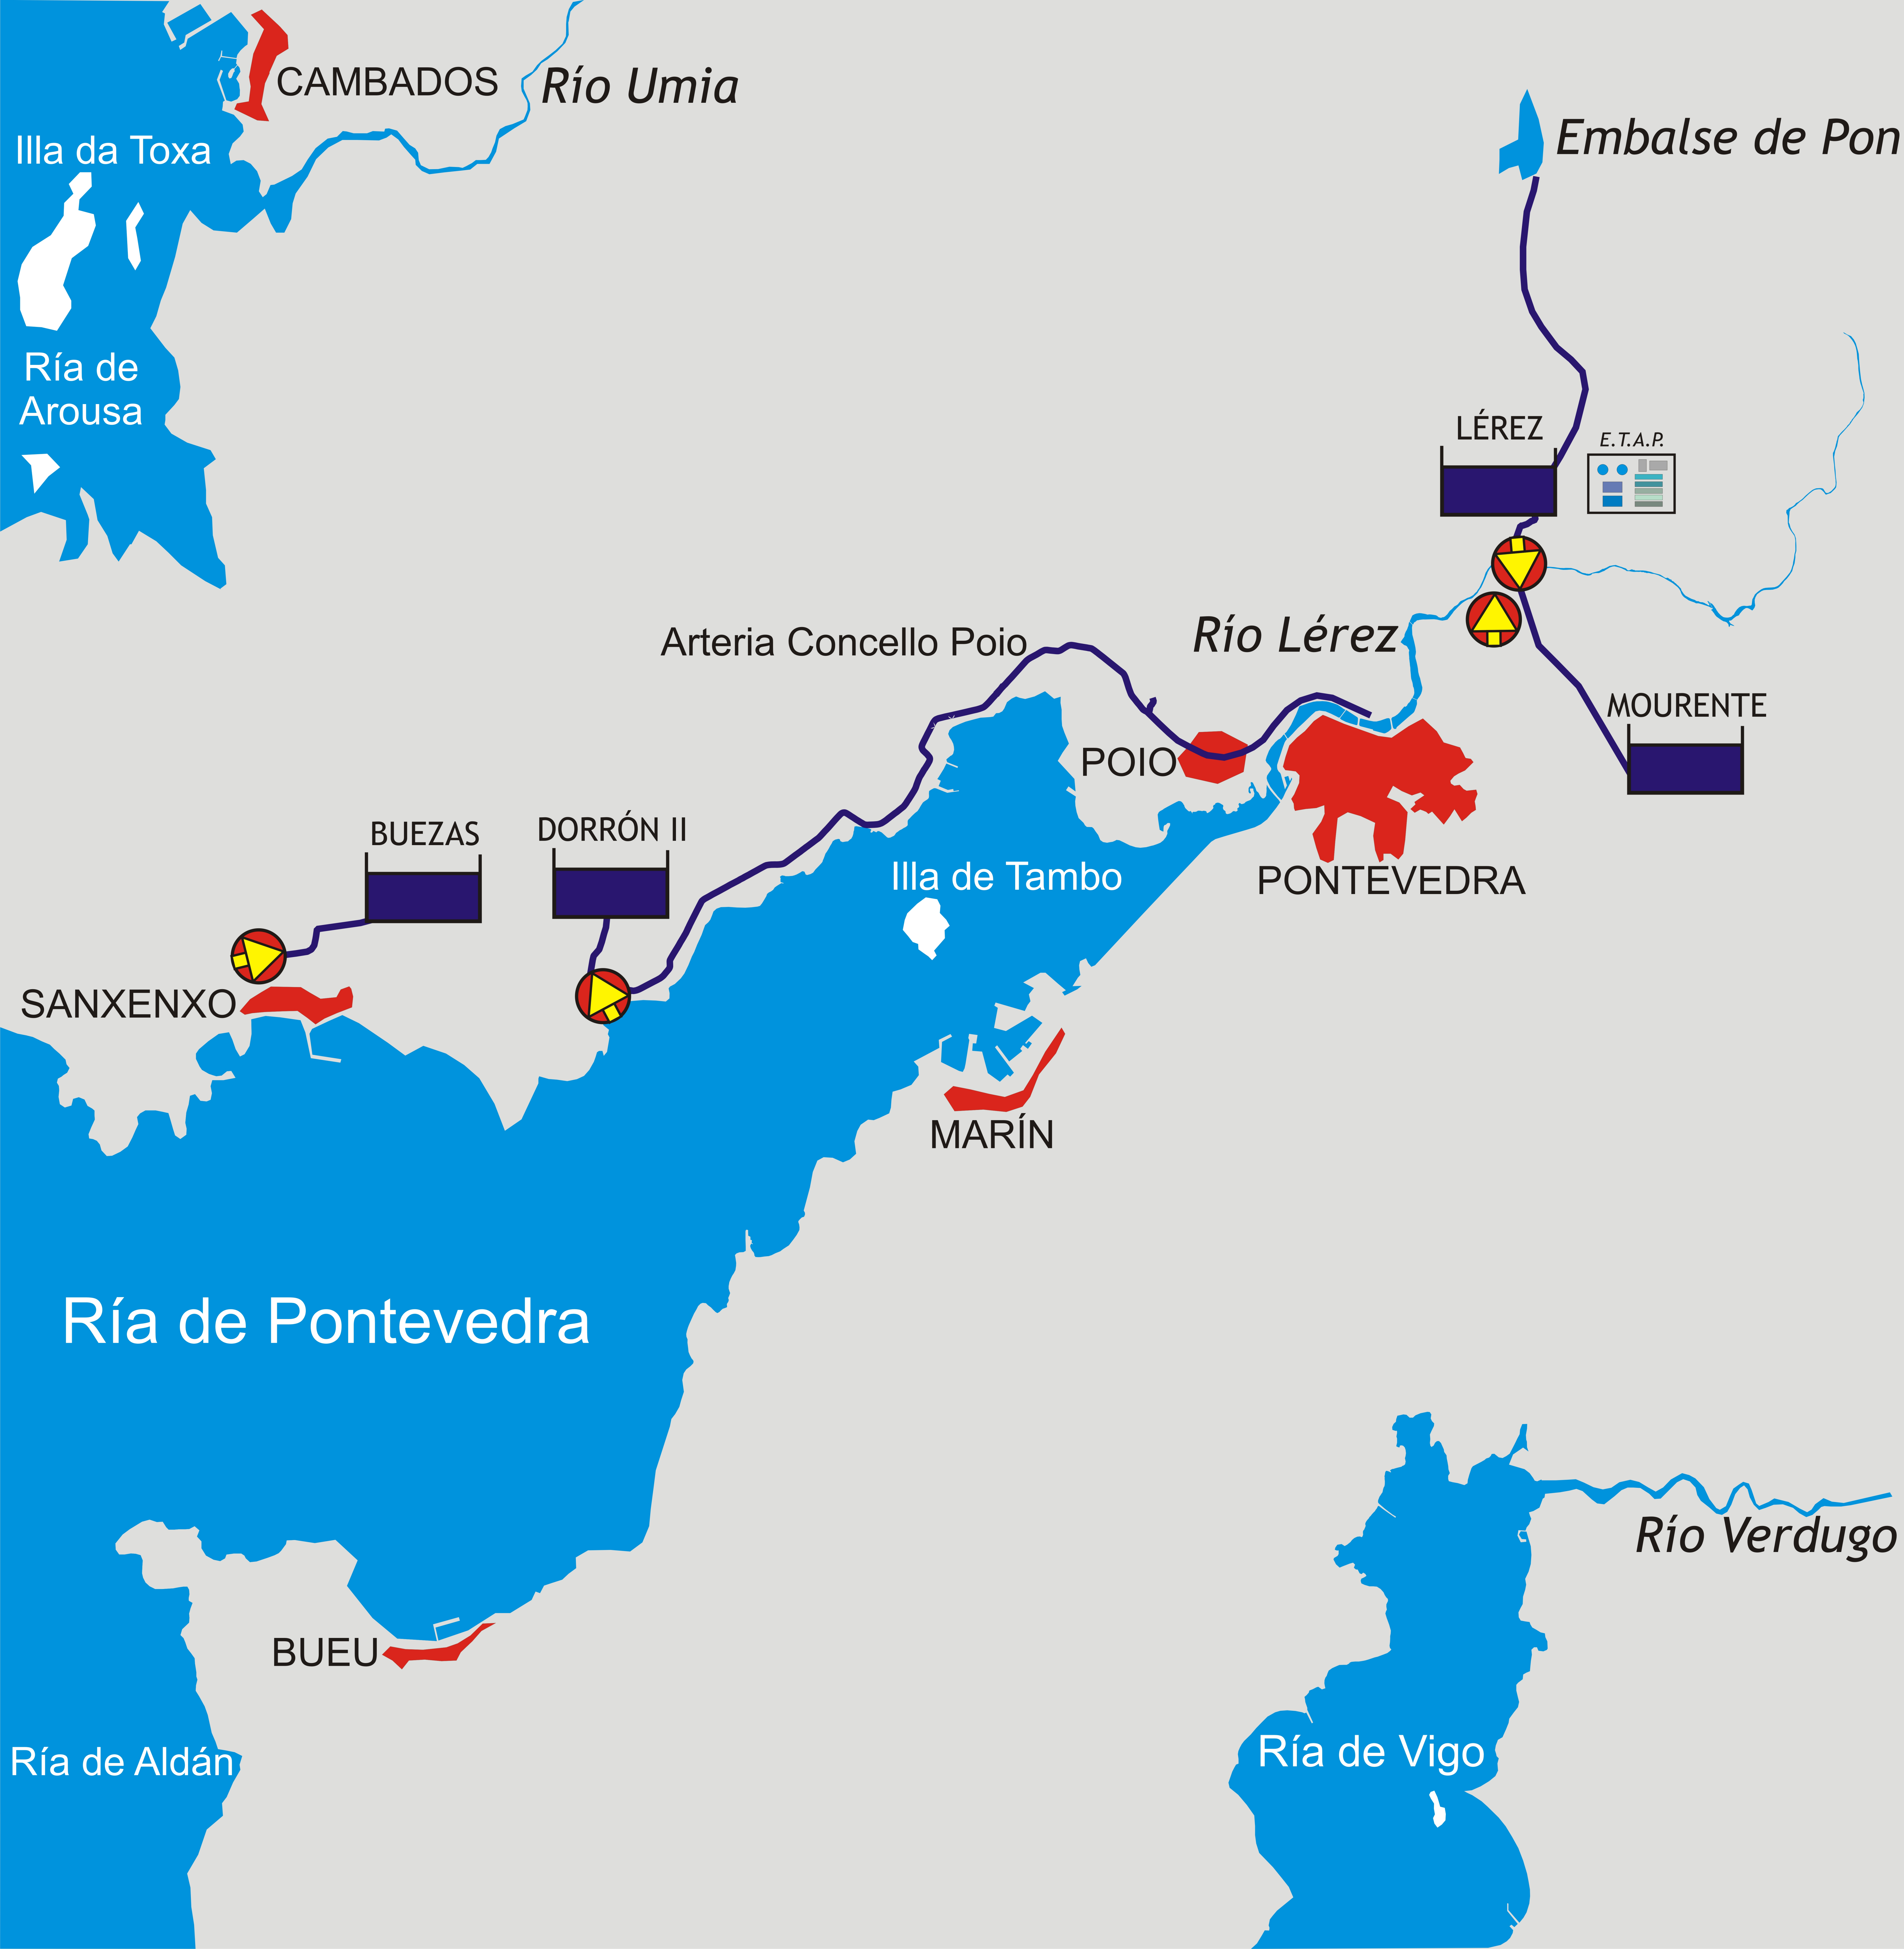 CAMBADOS
Río Umia
Embalse de Pon
Illa da Toxa
Ría de
Arousa
LÉREZ
E.T.A.P.
Arteria Concello Poio
Río Lérez
MOURENTE
POIO
BUEZAS
DORRÓN II
Illa de Tambo
PONTEVEDRA
SANXENXO
MARÍN
Ría de Pontevedra
Río Verdugo
BUEU
Ría de Aldán
Ría de Vigo